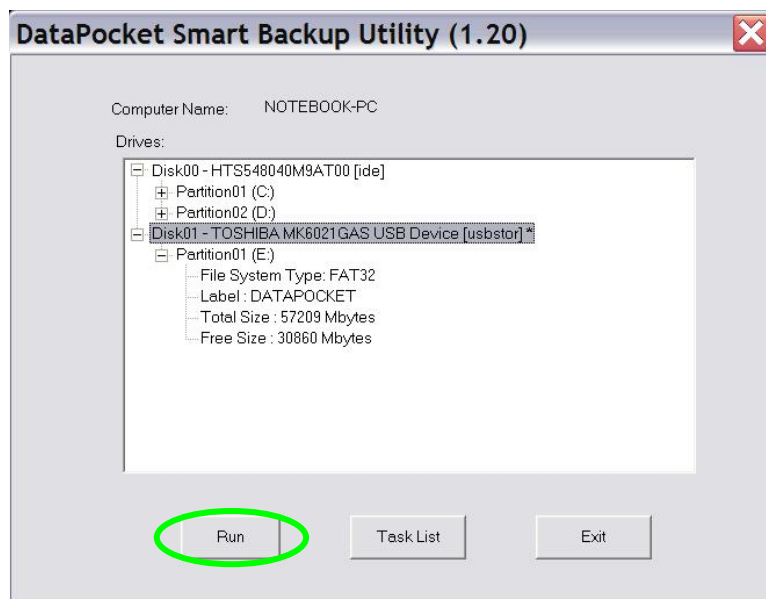 DataPocket Smart Backup Utility (1.20)
Computer Name: NOTEBOOK-PC
Drives:
Disk00 - HTS548040M9AT00 [ide]
Partition01 (C:)
Partition02 (D:)
Disk01 - TOSHIBA MK6021GAS USB Device [usbstor] *
Partition01 (E:)
File System Type: FAT32
Label : DATAPOCKET
Total Size : 57209 Mbytes
Free Size : 30860 Mbytes
Run Task List Exit